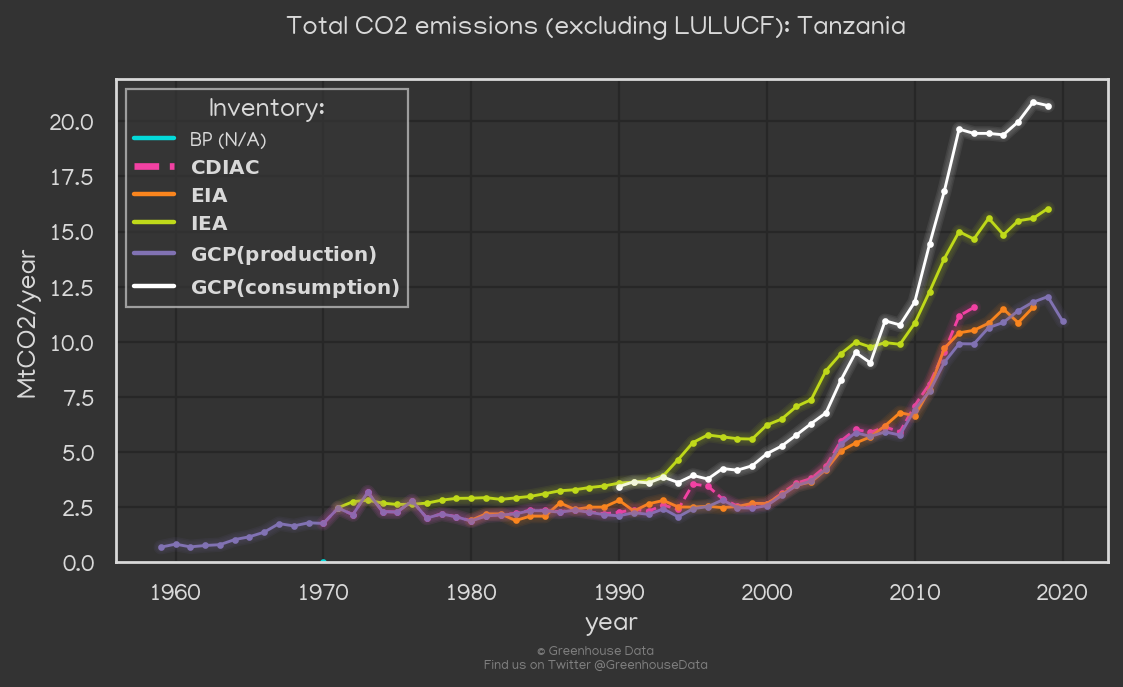 Total CO2 emissions (excluding LULUCF): Tanzania
Inventory:
BP (N/A)
CDIAC
EIA
IEA
GCP(production)
GCP(consumption)
MtCO2/year
20.0
17.5
15.0
12.5
10.0
7.5
5.0
2.5
0.0
1960 1970 1980 1990 2000 2010 2020
year
© Greenhouse Data
Find us on Twitter @GreenhouseData